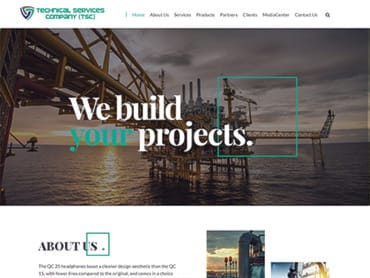 TECHNICAL SERVICES
COMPANY (TSC)
Home About Us Services Products Partners Clients MediaCenter Contact Us
We build
your projects.
ABOUT US .
The QC 25 headphones boast a cleaner design aesthetic than the QC
15, with fewer lines compared to the original, and comes in a choice